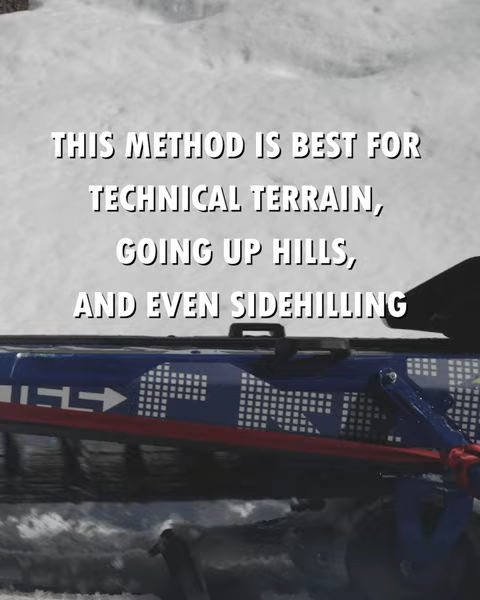 THIS METHOD IS BEST FOR
TECHNICAL TERRAIN,
GOING UP HILLS,
AND EVEN SIDEHILLING